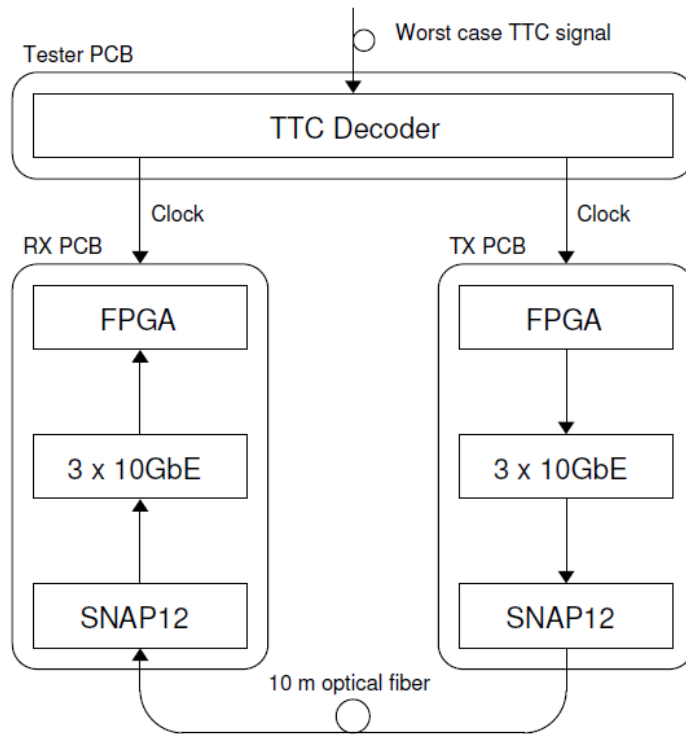 Worst case TTC signal
Tester PCB
TTC Decoder
Clock
Clock
RX PCB
TX PCB
FPGA
FPGA
3 x 10GbE
3 x 10GbE
SNAP12
SNAP12
10 m optical fiber